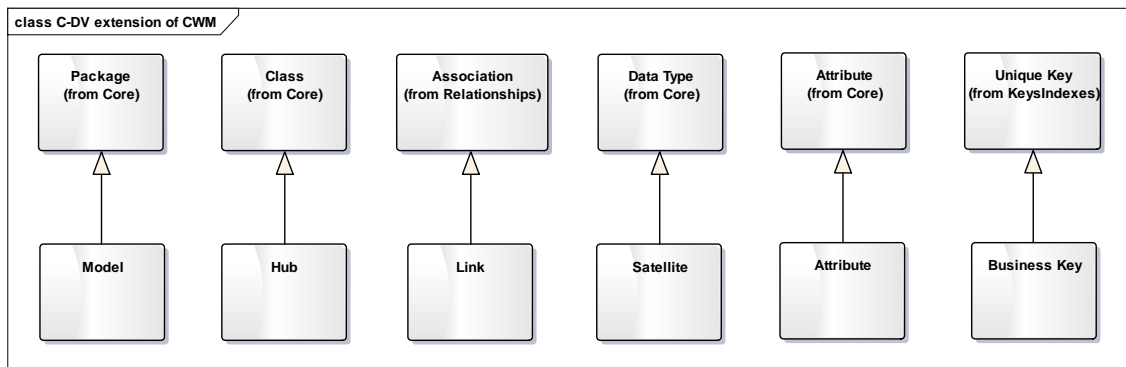 class C-DV extension of CWM
Package
(from Core)
Class
(from Core)
Association
(from Relationships)
Data Type
(from Core)
Attribute
(from Core)
Unique Key
(from KeysIndexes)
Model
Hub
Link
Satellite
Attribute
Business Key